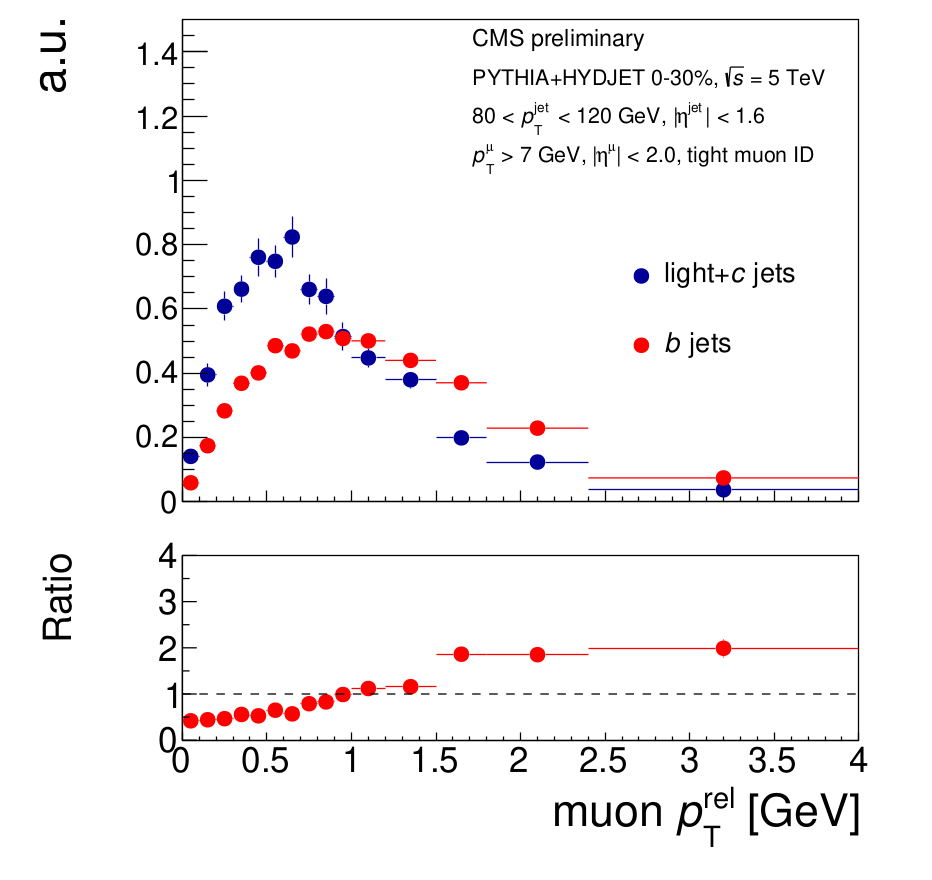 a.u.
CMS preliminary
PYTHIA+HYDJET 0-30%, √s = 5 TeV
80 < p_T^jet < 120 GeV, |η^jet| < 1.6
p_T^μ > 7 GeV, |η^μ| < 2.0, tight muon ID
light+c jets
b jets
1.4
1.2
1
0.8
0.6
0.4
0.2
0
Ratio
4
3
2
1
0
0 0.5 1 1.5 2 2.5 3 3.5 4
muon p_T^rel [GeV]